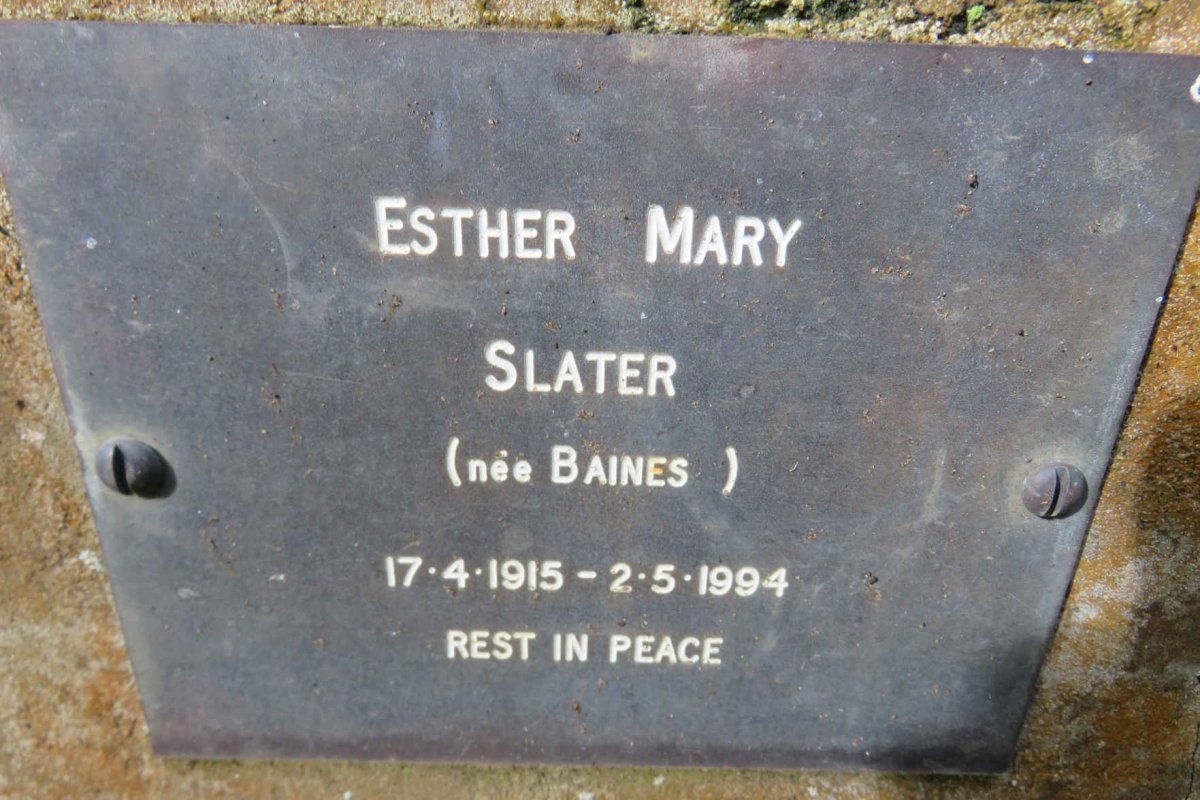 ESTHER MARY
SLATER
(née BAINES )
17·4·1915 - 2·5·1994
REST IN PEACE